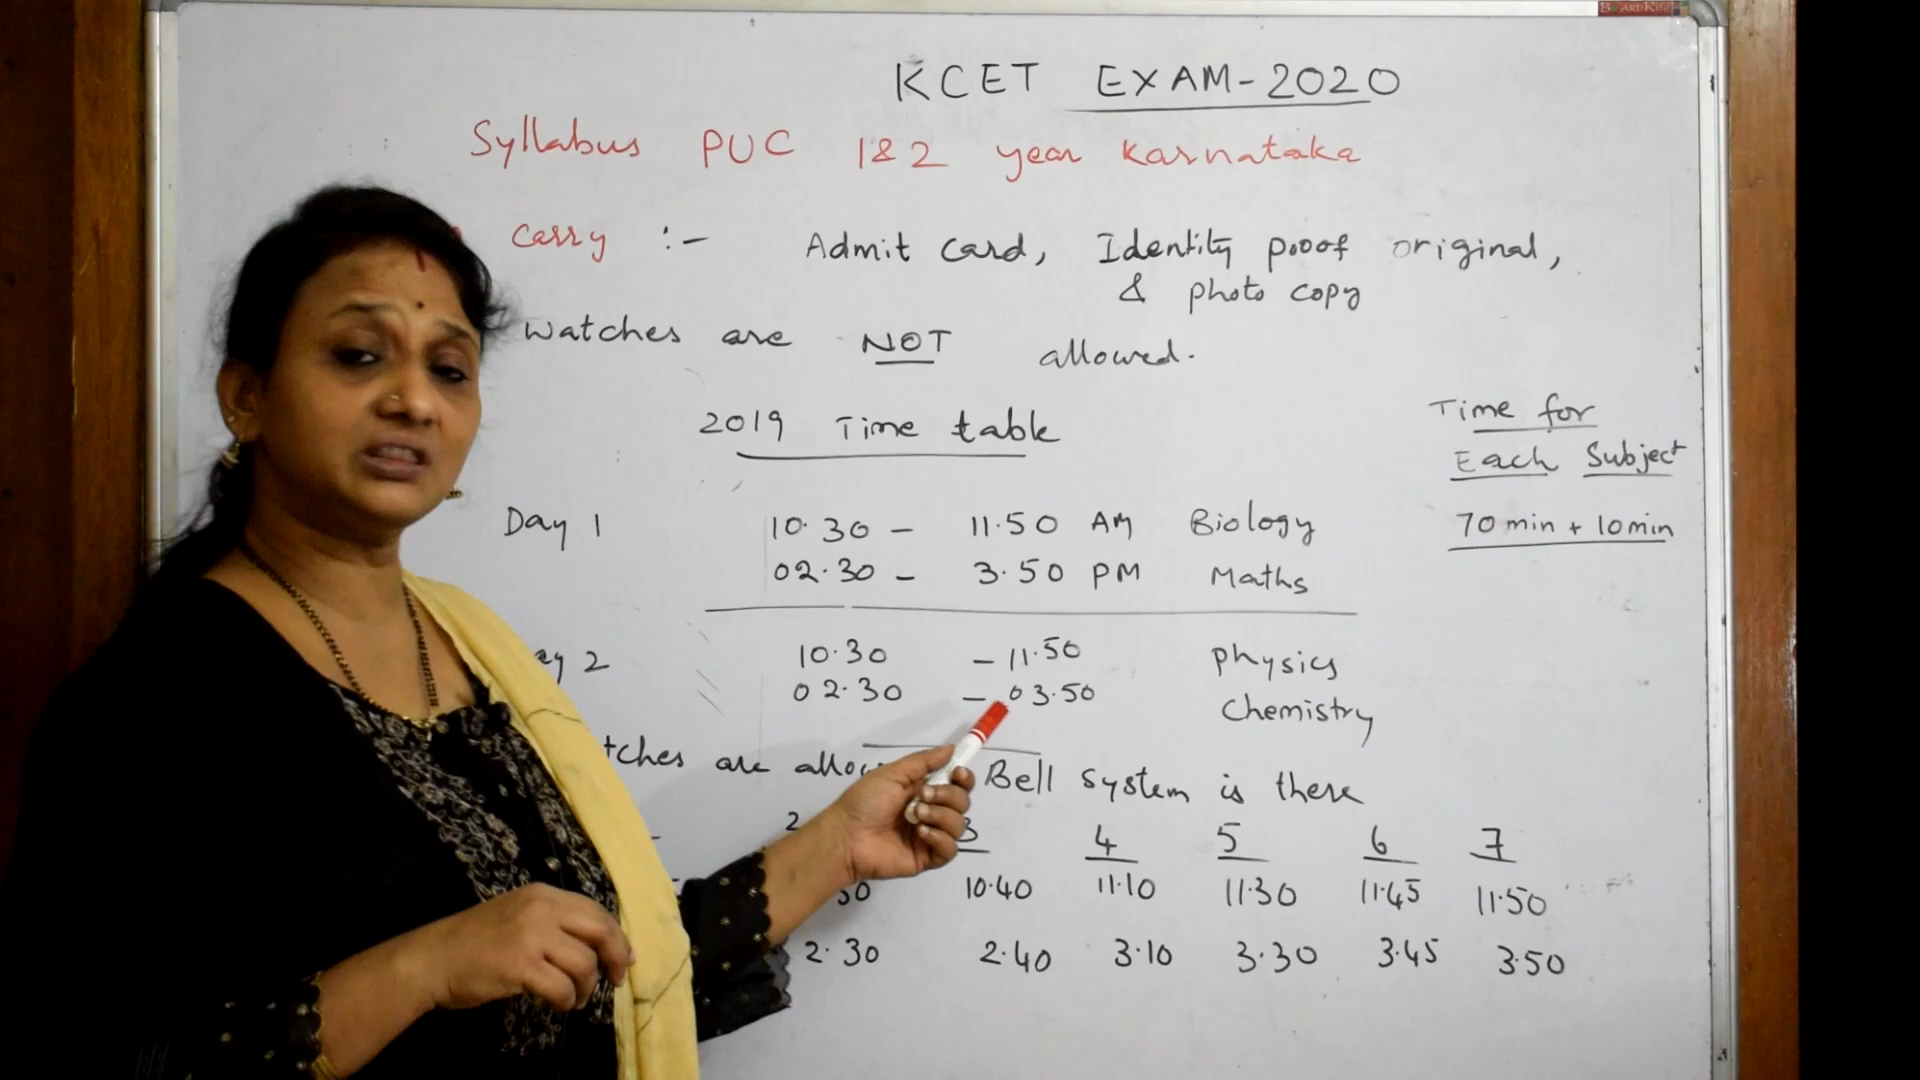 BOARDRITE
KCET EXAM-2020
Syllabus PUC 1&2 year Karnataka
carry :- Admit card, Identity proof original,
& photo copy
watches are NOT allowed.
2019 Time table
Time for
Each Subject
Day 1 10.30 - 11.50 AM Biology 70 min + 10 min
02.30 - 3.50 PM Maths
2 10.30 - 11.50 Physics
02.30 - 03.50 Chemistry
are Bell system is there
2 3 4 5 6 7
10.40 11.10 11.30 11.45 11.50
2.30 2.40 3.10 3.30 3.45 3.50